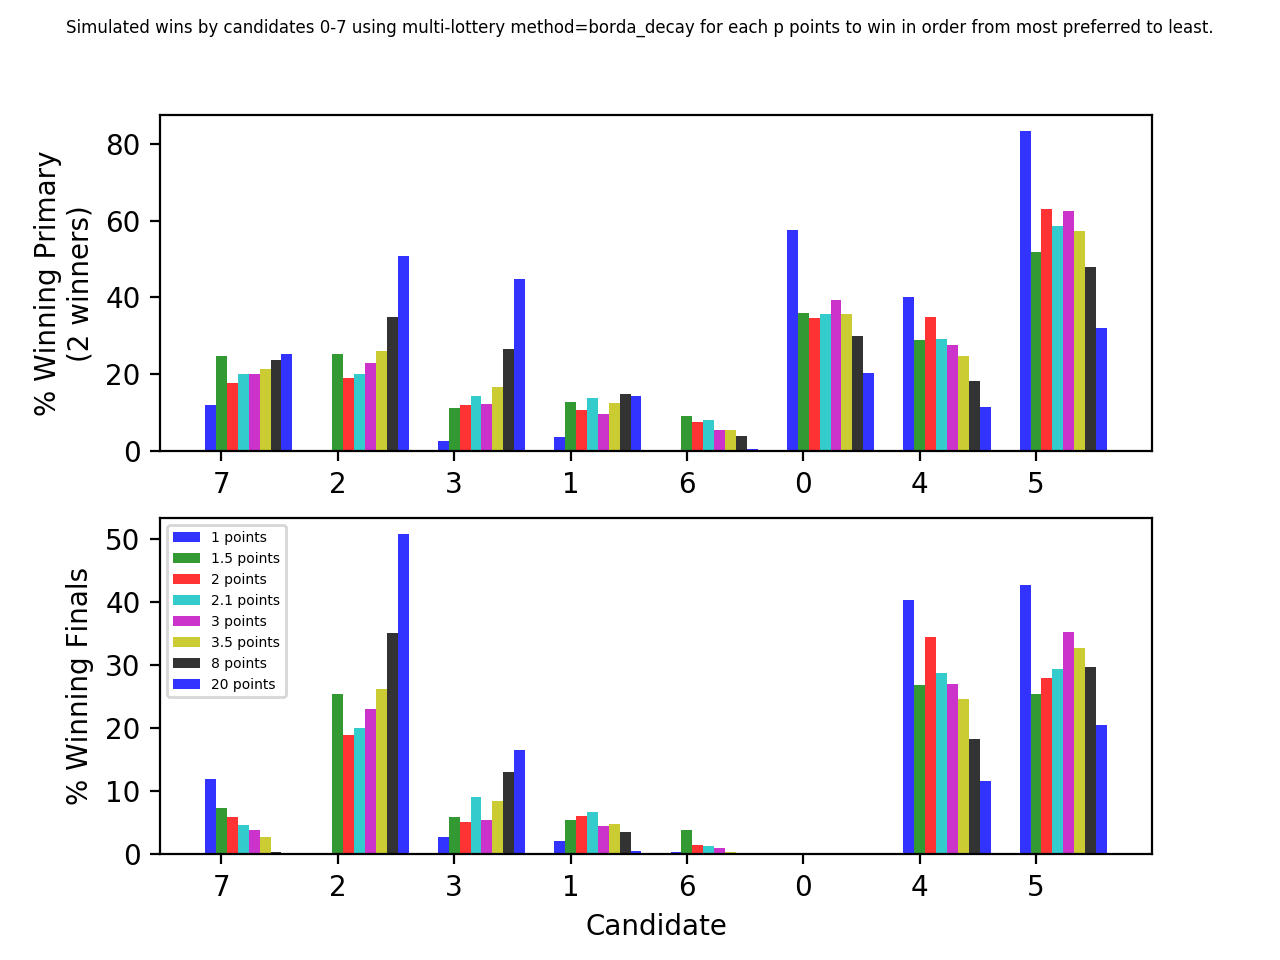 Simulated wins by candidates 0-7 using multi-lottery method=borda_decay for each p points to win in order from most preferred to least.
% Winning Primary
(2 winners)
80
60
40
20
0
7 2 3 1 6 0 4 5
% Winning Finals
50
40
30
20
10
0
1 points
1.5 points
2 points
2.1 points
3 points
3.5 points
8 points
20 points
7 2 3 1 6 0 4 5
Candidate